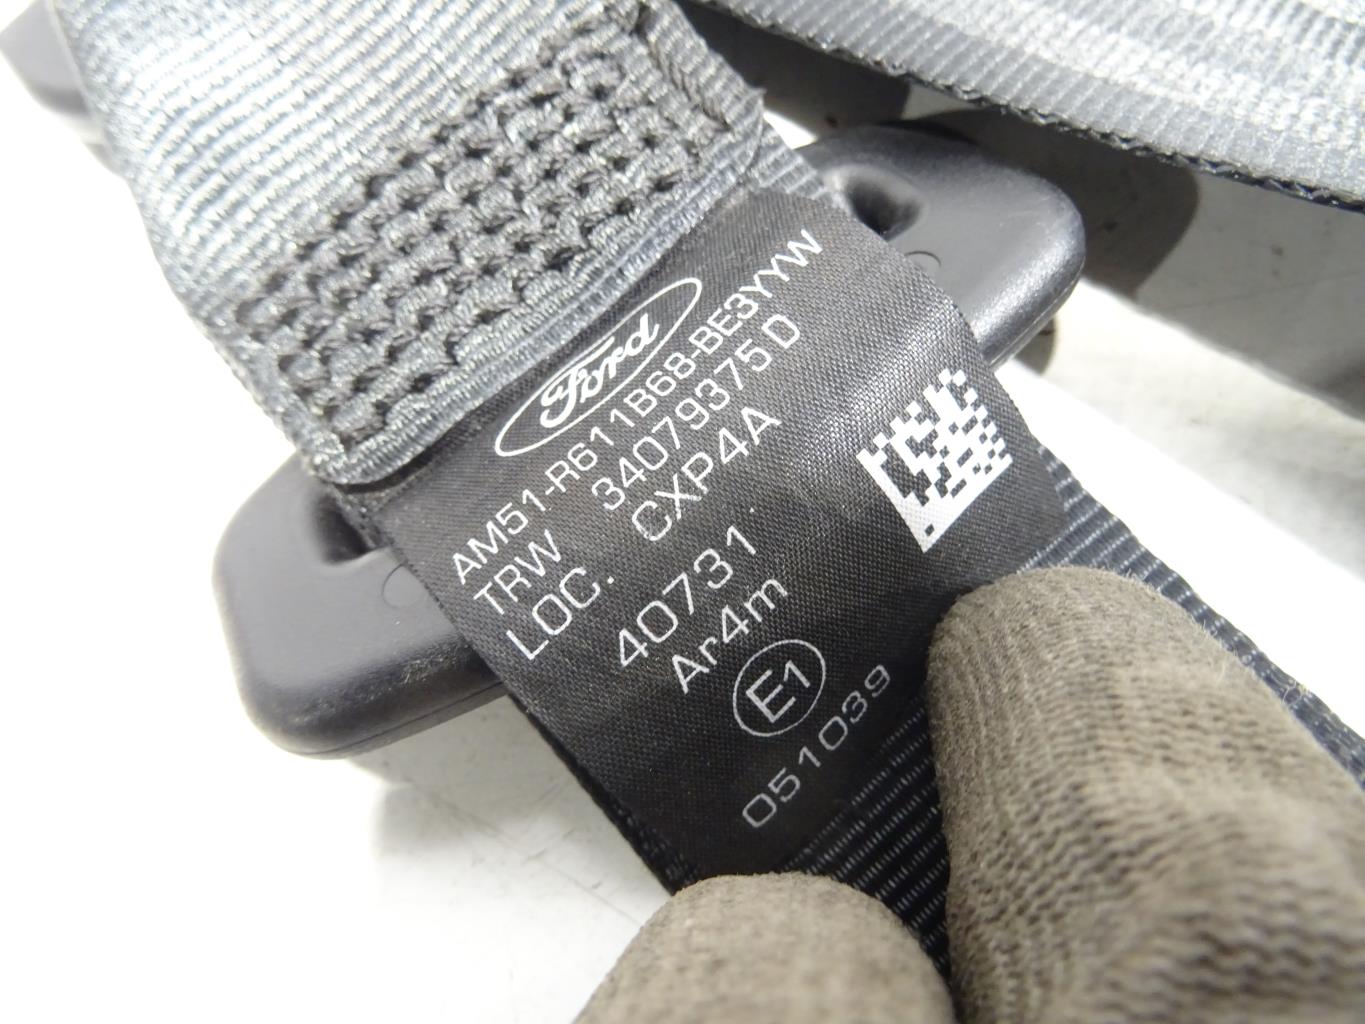 Ford
AM51-R611B68-BE3YYW
TRW 34079375D
LOC. CXP4A
40731
Ar4m
E1
051039